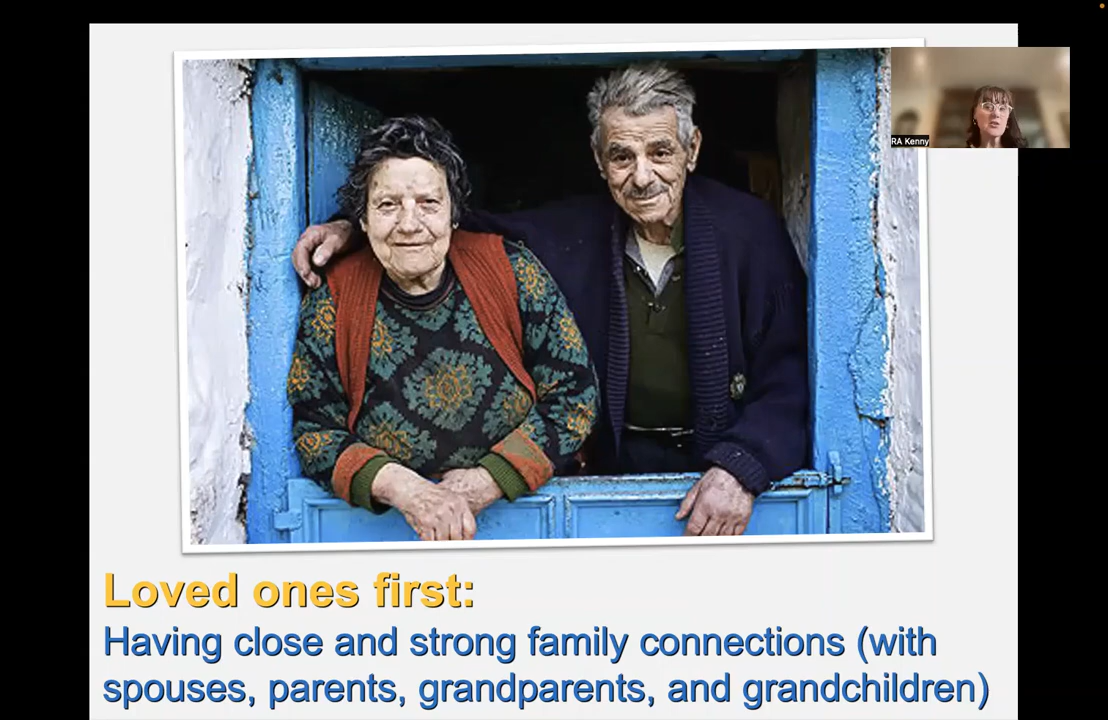 RA Kenny
Loved ones first:
Having close and strong family connections (with
spouses, parents, grandparents, and grandchildren)